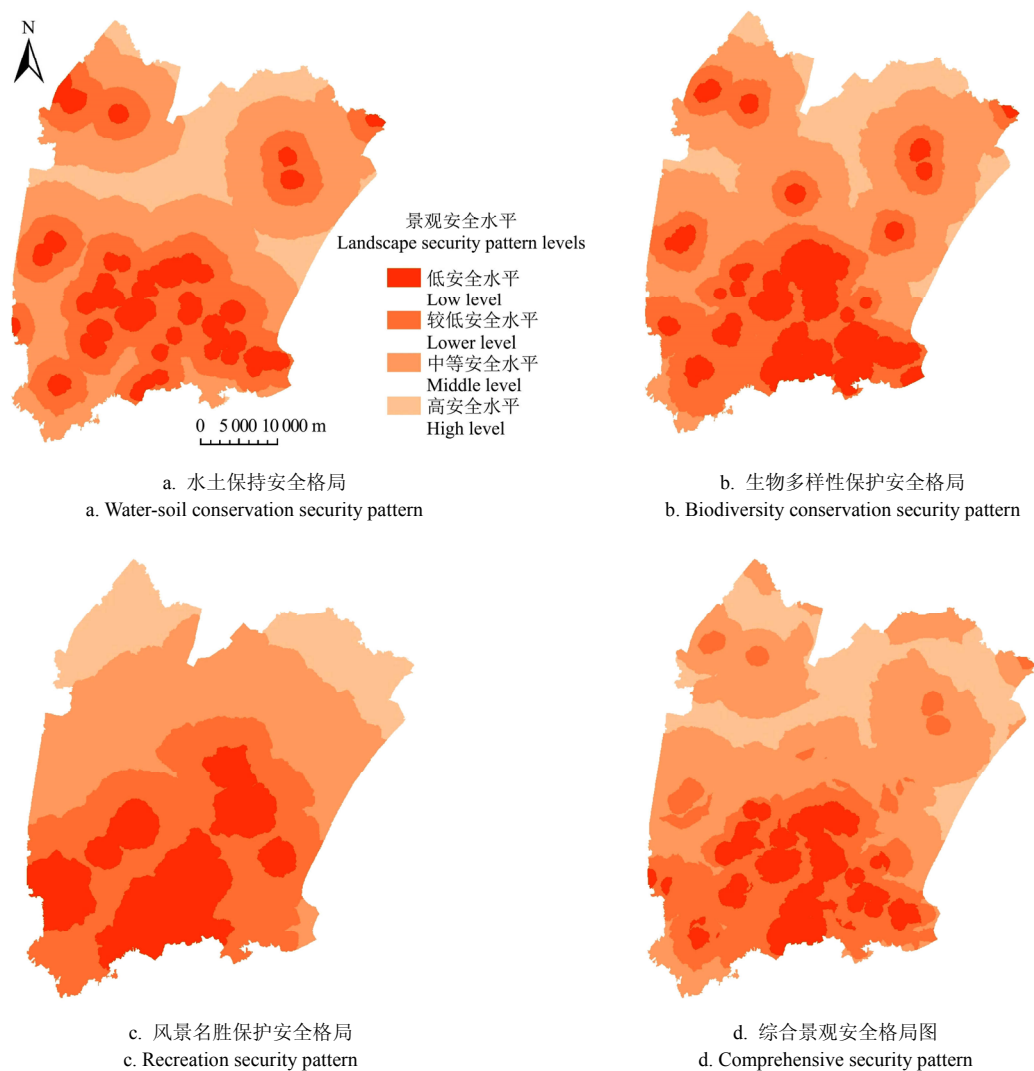 N
景观安全水平
Landscape security pattern levels
低安全水平
Low level
较低安全水平
Lower level
中等安全水平
Middle level
高安全水平
High level
0 5 000 10 000 m
a. 水土保持安全格局
a. Water-soil conservation security pattern
b. 生物多样性保护安全格局
b. Biodiversity conservation security pattern
c. 风景名胜保护安全格局
c. Recreation security pattern
d. 综合景观安全格局图
d. Comprehensive security pattern